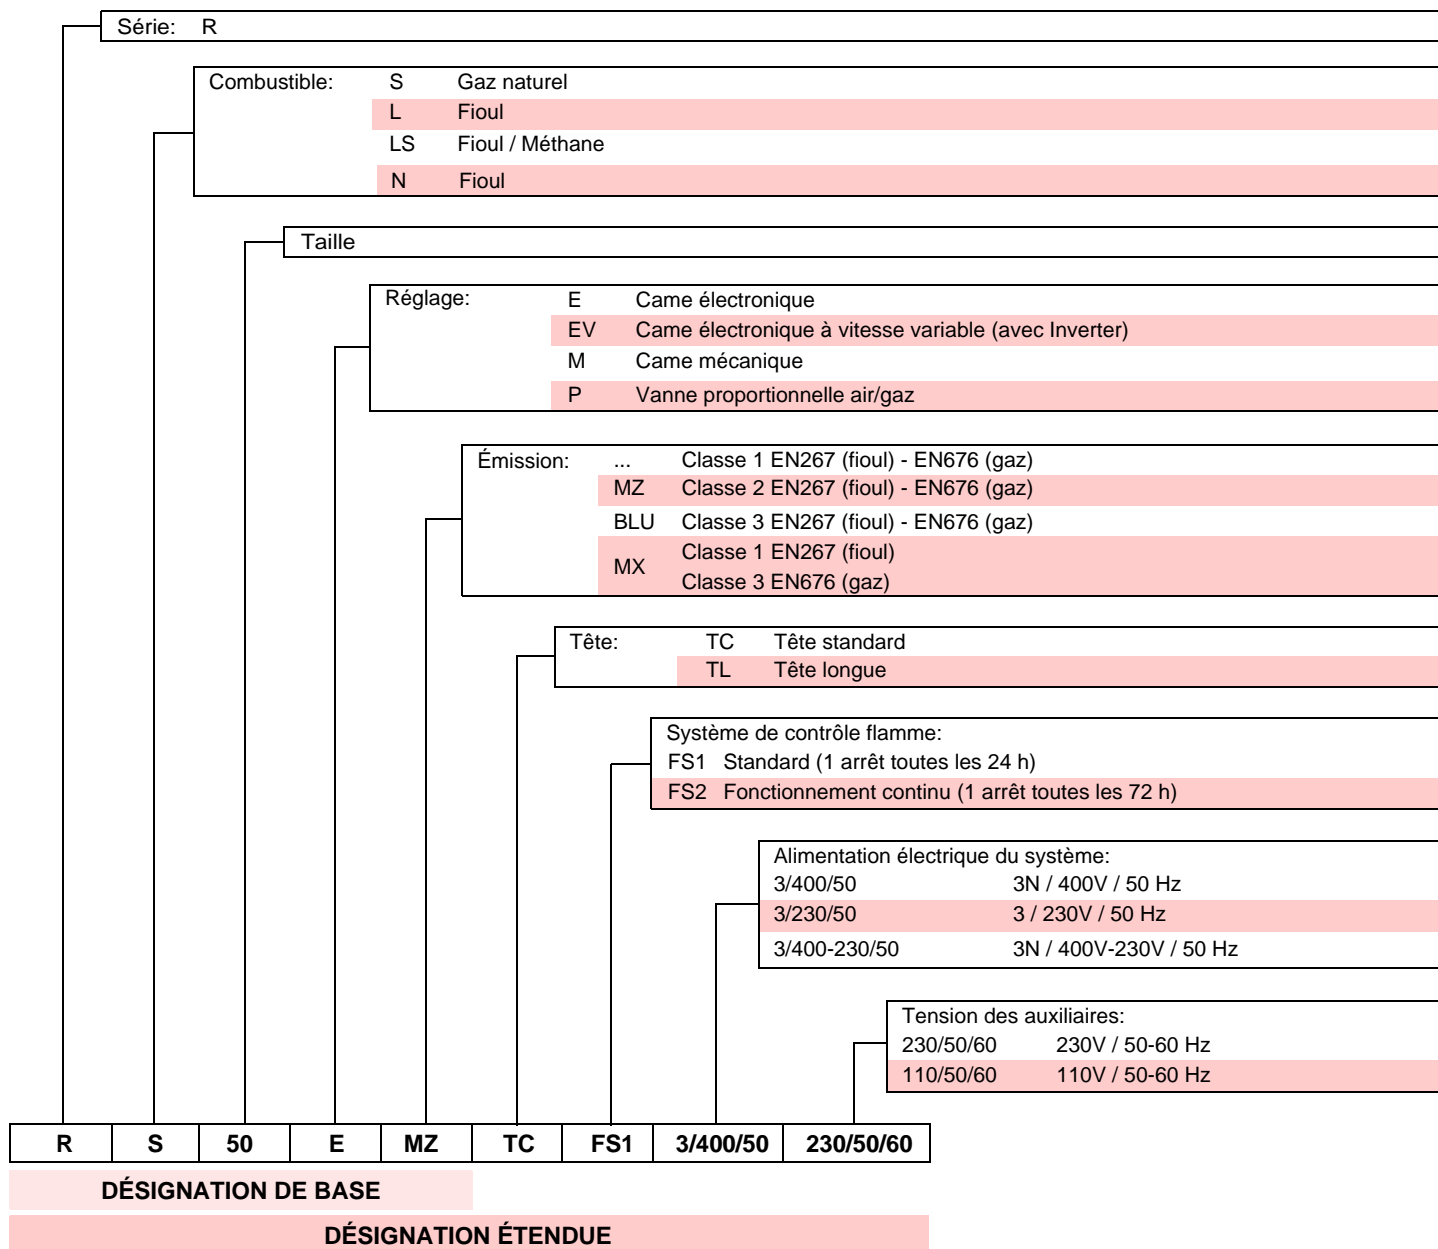 Série: R
Combustible: S Gaz naturel
L Fioul
LS Fioul / Méthane
N Fioul
Taille
Réglage: E Came électronique
EV Came électronique à vitesse variable (avec Inverter)
M Came mécanique
P Vanne proportionnelle air/gaz
Émission: ... Classe 1 EN267 (fioul) - EN676 (gaz)
MZ Classe 2 EN267 (fioul) - EN676 (gaz)
BLU Classe 3 EN267 (fioul) - EN676 (gaz)
MX Classe 1 EN267 (fioul)
Classe 3 EN676 (gaz)
Tête: TC Tête standard
TL Tête longue
Système de contrôle flamme:
FS1 Standard (1 arrêt toutes les 24 h)
FS2 Fonctionnement continu (1 arrêt toutes les 72 h)
Alimentation électrique du système:
3/400/50 3N / 400V / 50 Hz
3/230/50 3 / 230V / 50 Hz
3/400-230/50 3N / 400V-230V / 50 Hz
Tension des auxiliaires:
230/50/60 230V / 50-60 Hz
110/50/60 110V / 50-60 Hz
R S 50 E MZ TC FS1 3/400/50 230/50/60
DÉSIGNATION DE BASE
DÉSIGNATION ÉTENDUE